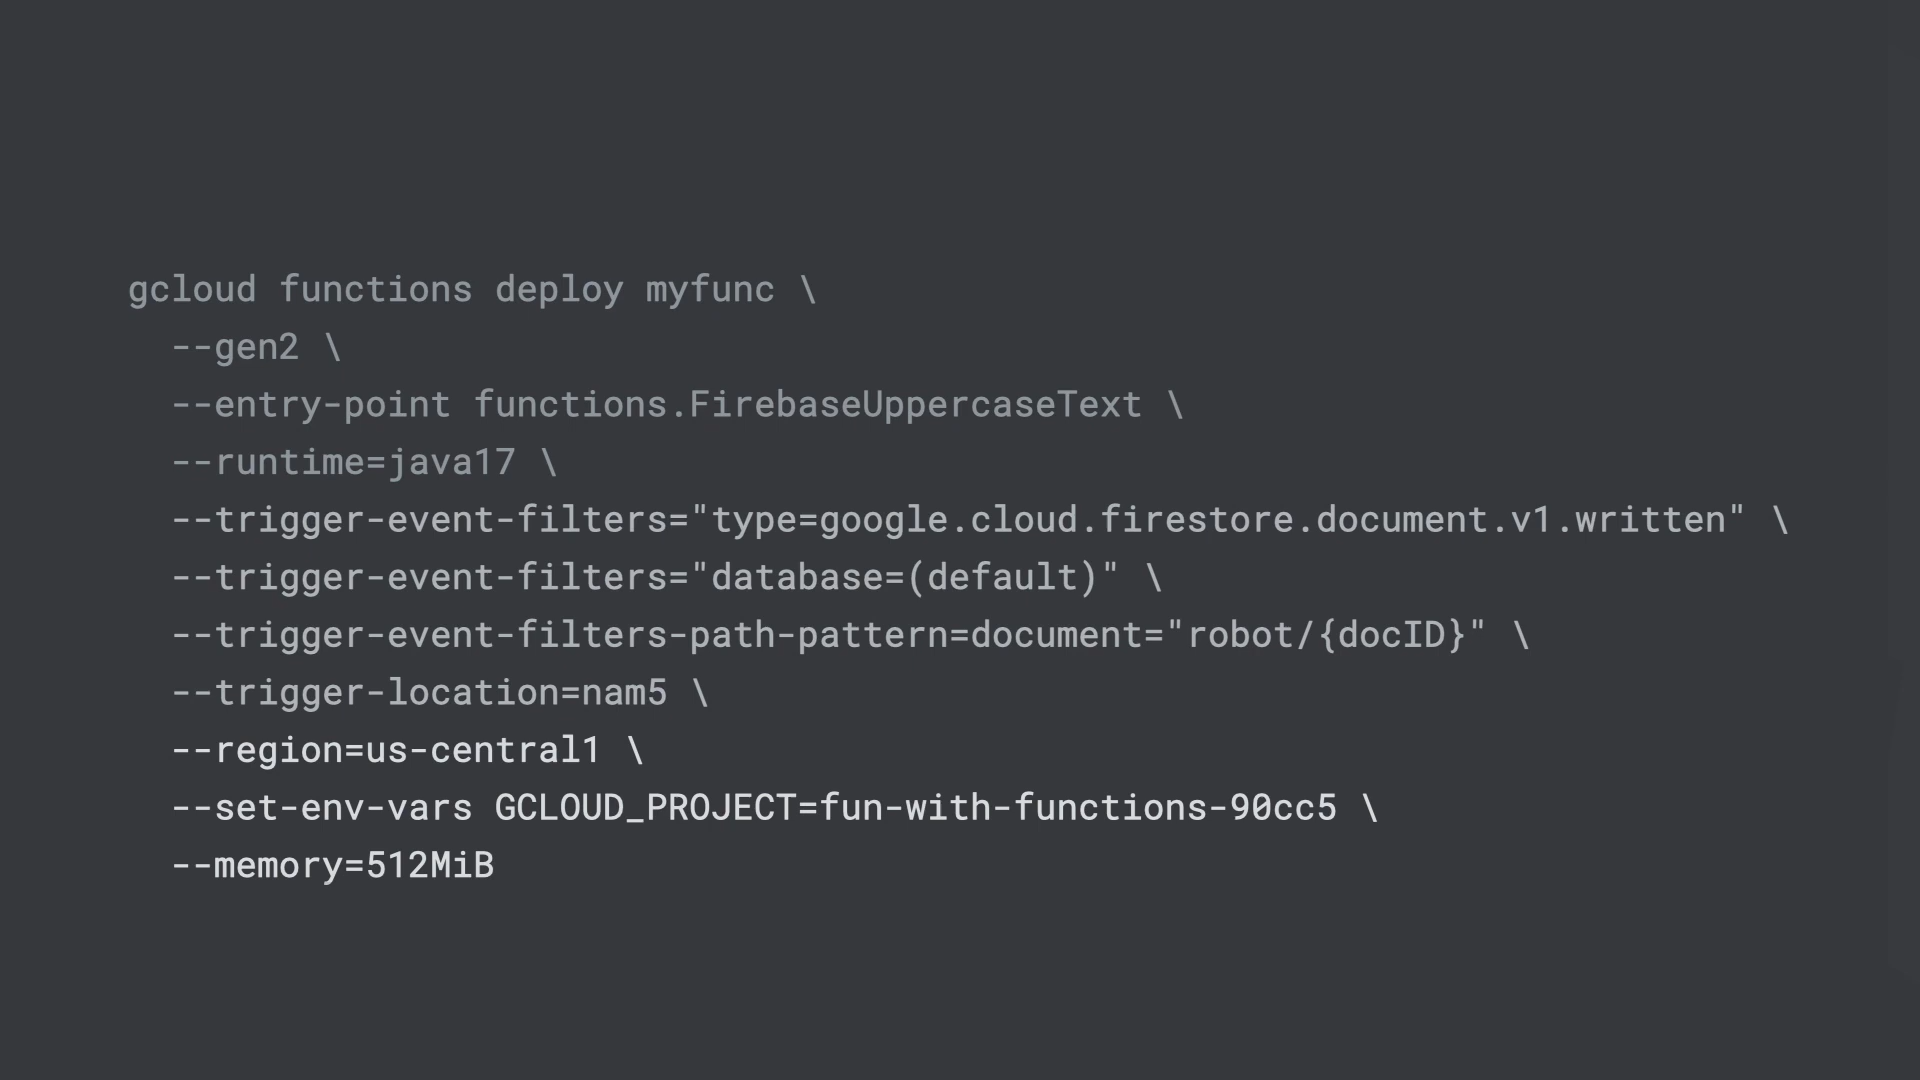 gcloud functions deploy myfunc \
--gen2 \
--entry-point functions.FirebaseUppercaseText \
--runtime=java17 \
--trigger-event-filters="type=google.cloud.firestore.document.v1.written" \
--trigger-event-filters="database=(default)" \
--trigger-event-filters-path-pattern=document="robot/{docID}" \
--trigger-location=nam5 \
--region=us-central1 \
--set-env-vars GCLOUD_PROJECT=fun-with-functions-90cc5 \
--memory=512MiB